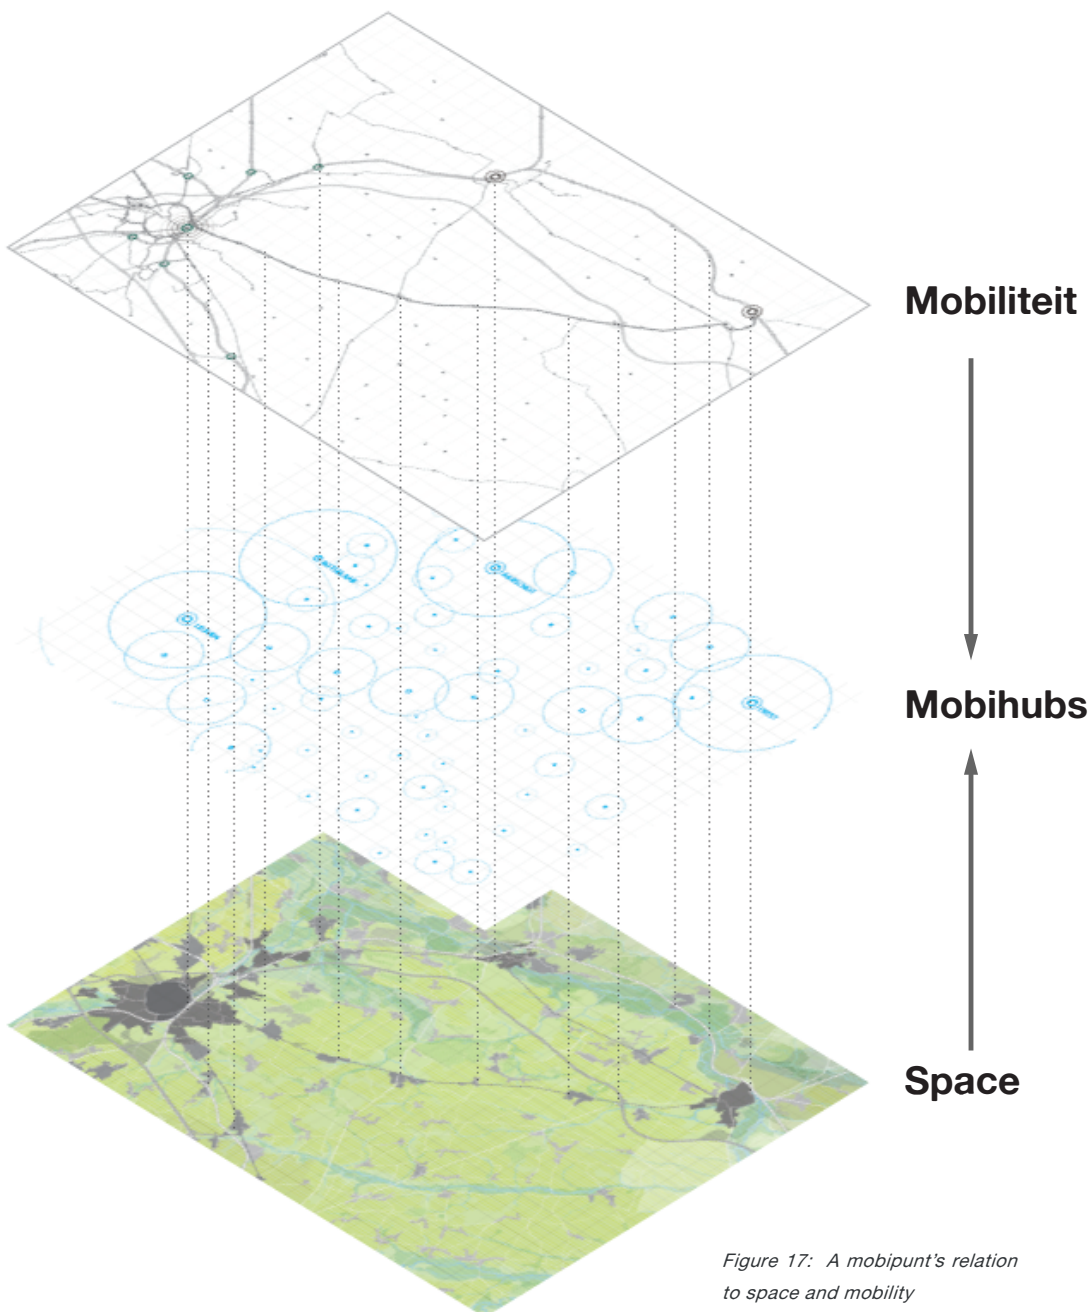 Mobiliteit
Mobihubs
Space
Figure 17: A mobipunt's relation
to space and mobility